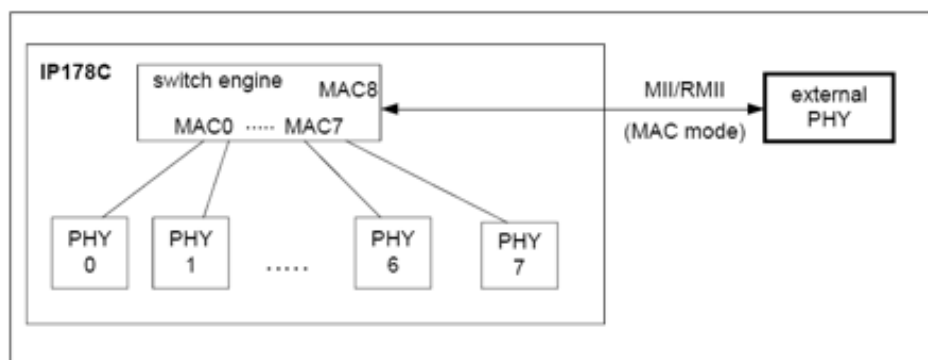 IP178C
switch engine
MAC8
MAC0 ····· MAC7
MII/RMII
(MAC mode)
external
PHY
PHY
0
PHY
1
·····
PHY
6
PHY
7